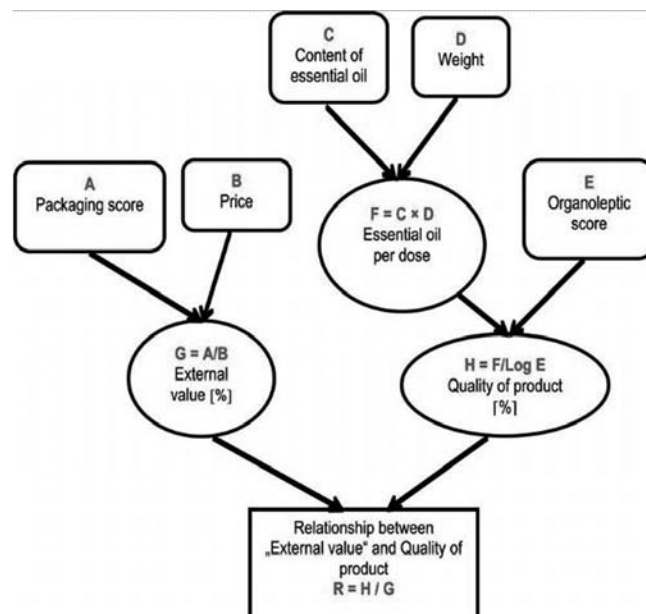 C
Content of
essential oil
D
Weight
A
Packaging score
B
Price
F = C × D
Essential oil
per dose
E
Organoleptic
score
G = A/B
External
value [%]
H = F/Log E
Quality of product
[%]
Relationship between
„External value“ and Quality of
product
R = H / G